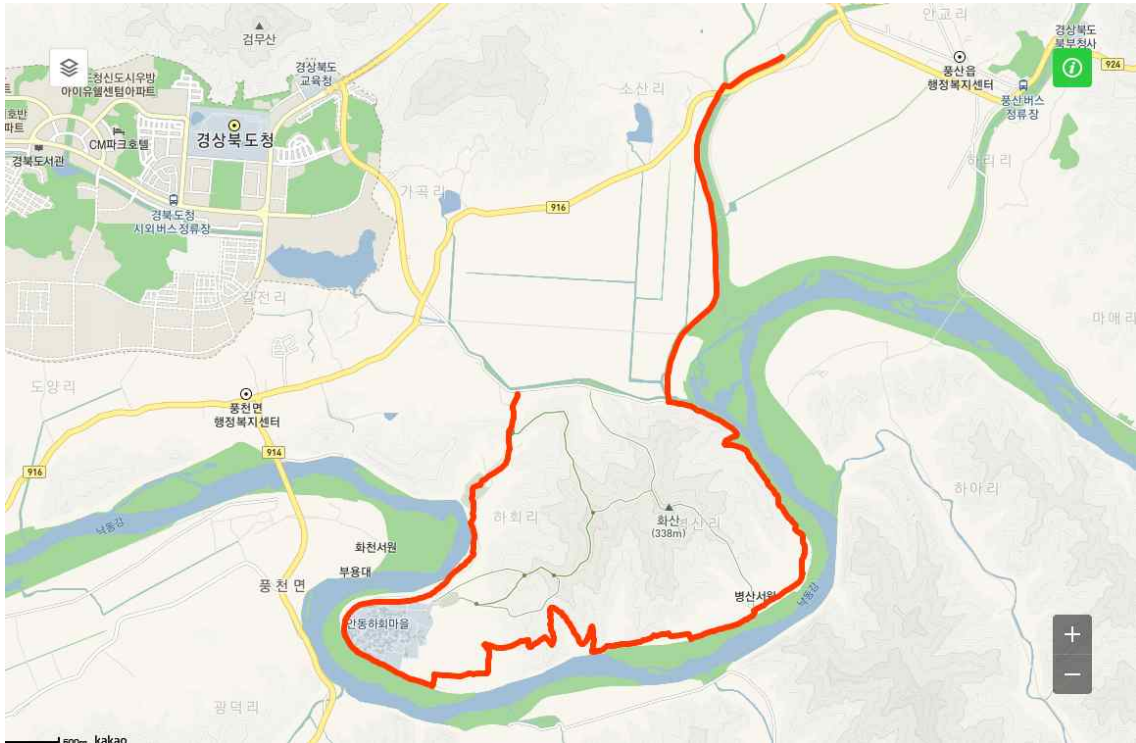 검무산
안교리
경상북도
북부청사
풍산읍
행정복지센터
924
풍산버스
정류장
경상북도
교육청
소산리
도청신도시우방
아이유쉘센텀아파트
호반
파트
CM파크호텔
경상북도청
경북도서관
하리리
가곡리
916
경북도청
시외버스정류장
갈전리
마애리
도양리
풍천면
행정복지센터
914
916
하아리
낙동강
하회리
화산
(338m)
병산리
화천서원
부용대
풍천면
병산서원
낙동강
안동하회마을
광덕리
500m kakao